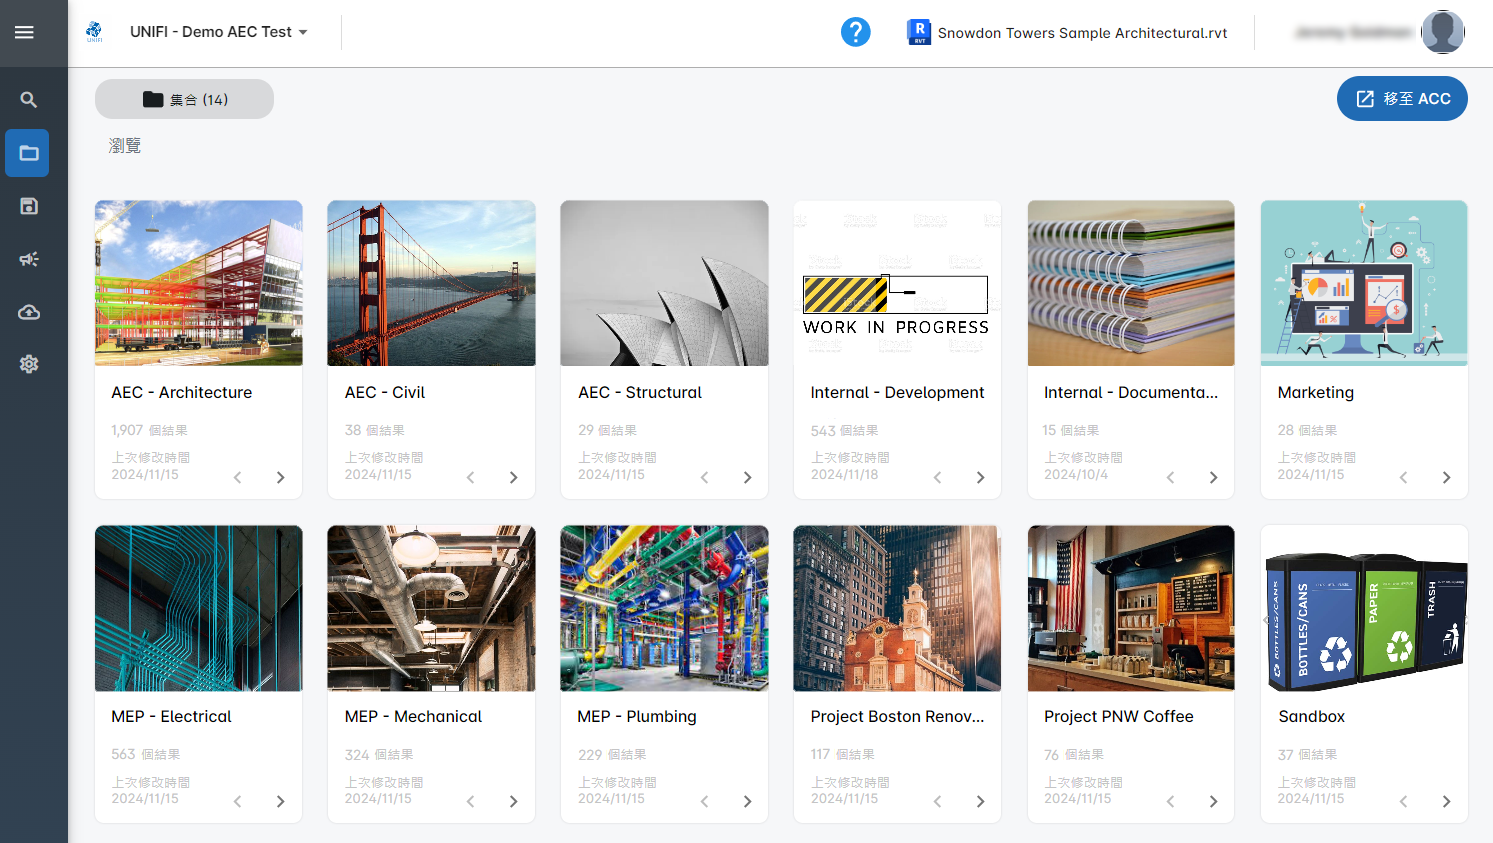 UNIFI
UNIFI - Demo AEC Test
?
R
RVT
Snowdon Towers Sample Architectural.rvt
集合 (14)
移至 ACC
瀏覽
WORK IN PROGRESS
AEC - Architecture
1,907 個結果
上次修改時間
2024/11/15
AEC - Civil
38 個結果
上次修改時間
2024/11/15
AEC - Structural
29 個結果
上次修改時間
2024/11/15
Internal - Development
543 個結果
上次修改時間
2024/11/18
Internal - Documenta...
15 個結果
上次修改時間
2024/10/4
Marketing
28 個結果
上次修改時間
2024/11/15
BOTTLES/CANS
BOTTLES/CANS
PAPER
TRASH
MEP - Electrical
563 個結果
上次修改時間
2024/11/15
MEP - Mechanical
324 個結果
上次修改時間
2024/11/15
MEP - Plumbing
229 個結果
上次修改時間
2024/11/15
Project Boston Renov...
117 個結果
上次修改時間
2024/11/15
Project PNW Coffee
76 個結果
上次修改時間
2024/11/15
Sandbox
37 個結果
上次修改時間
2024/11/15